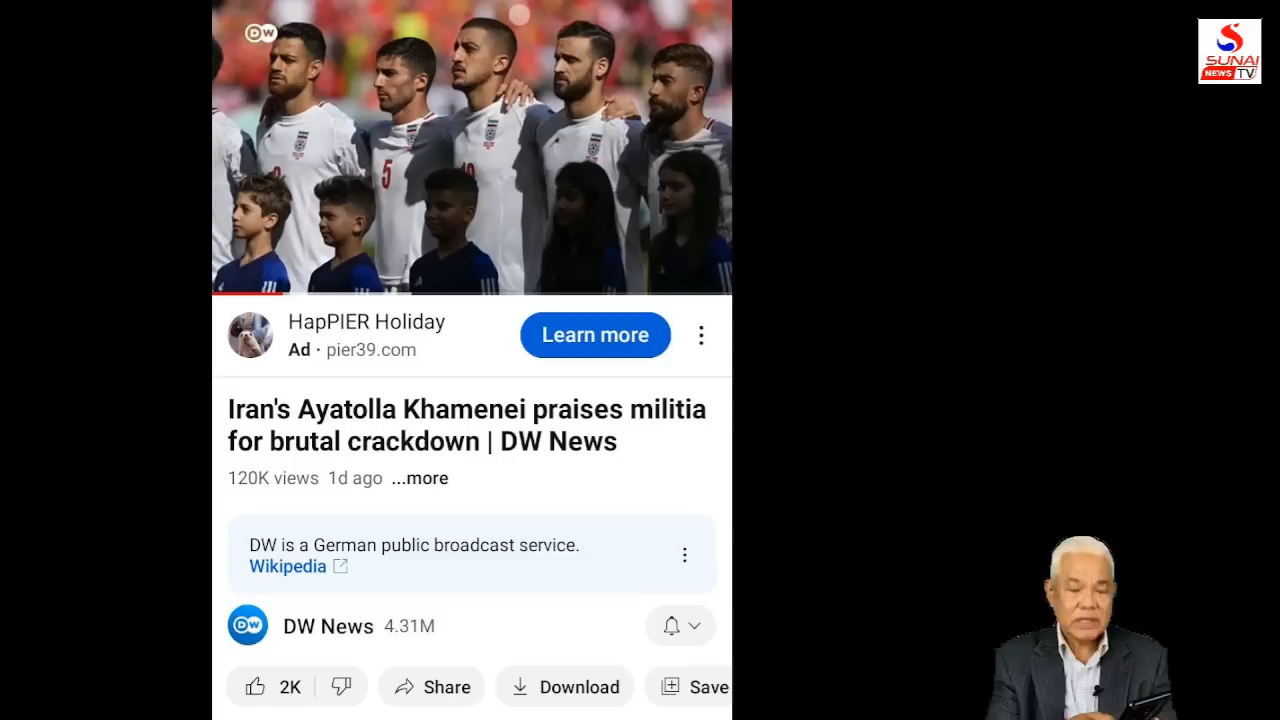 DW
SUNAI
NEWS TV
5
HapPIER Holiday
Learn more
Ad · pier39.com
Iran's Ayatolla Khamenei praises militia
for brutal crackdown | DW News
120K views 1d ago ...more
DW is a German public broadcast service.
Wikipedia
DW DW News 4.31M
2K Share Download Save